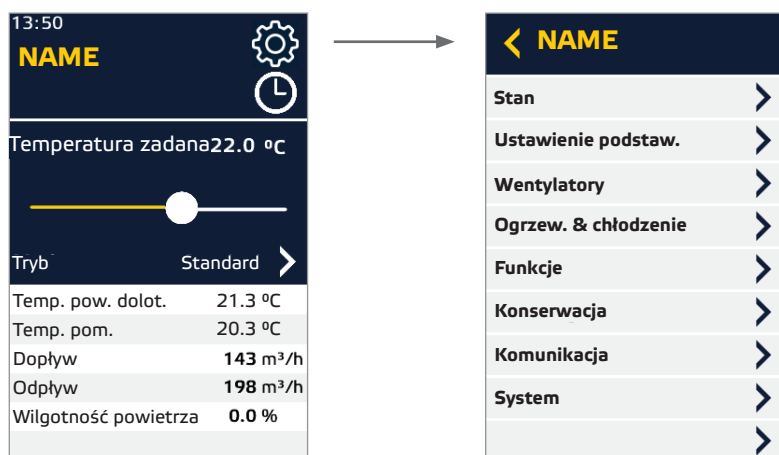 13:50
NAME
Temperatura zadana22.0 ºC
Tryb Standard
Temp. pow. dolot. 21.3 ºC
Temp. pom. 20.3 ºC
Dopływ 143 m³/h
Odpływ 198 m³/h
Wilgotność powietrza 0.0 %
NAME
Stan
Ustawienie podstaw.
Wentylatory
Ogrzew. & chłodzenie
Funkcje
Konserwacja
Komunikacja
System